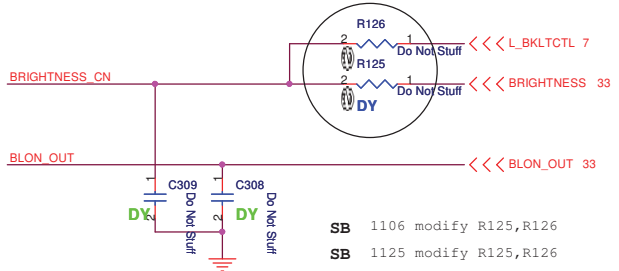 R126
2 1
Do Not Stuff
L_BKLTCTL 7
R125
2 1
Do Not Stuff
BRIGHTNESS_CN
BRIGHTNESS 33
DY
BLON_OUT
BLON_OUT 33
1 1
C309
C308
DY
DY
2 2
Do Not Stuff
Do Not Stuff
SB 1106 modify R125,R126
SB 1125 modify R125,R126